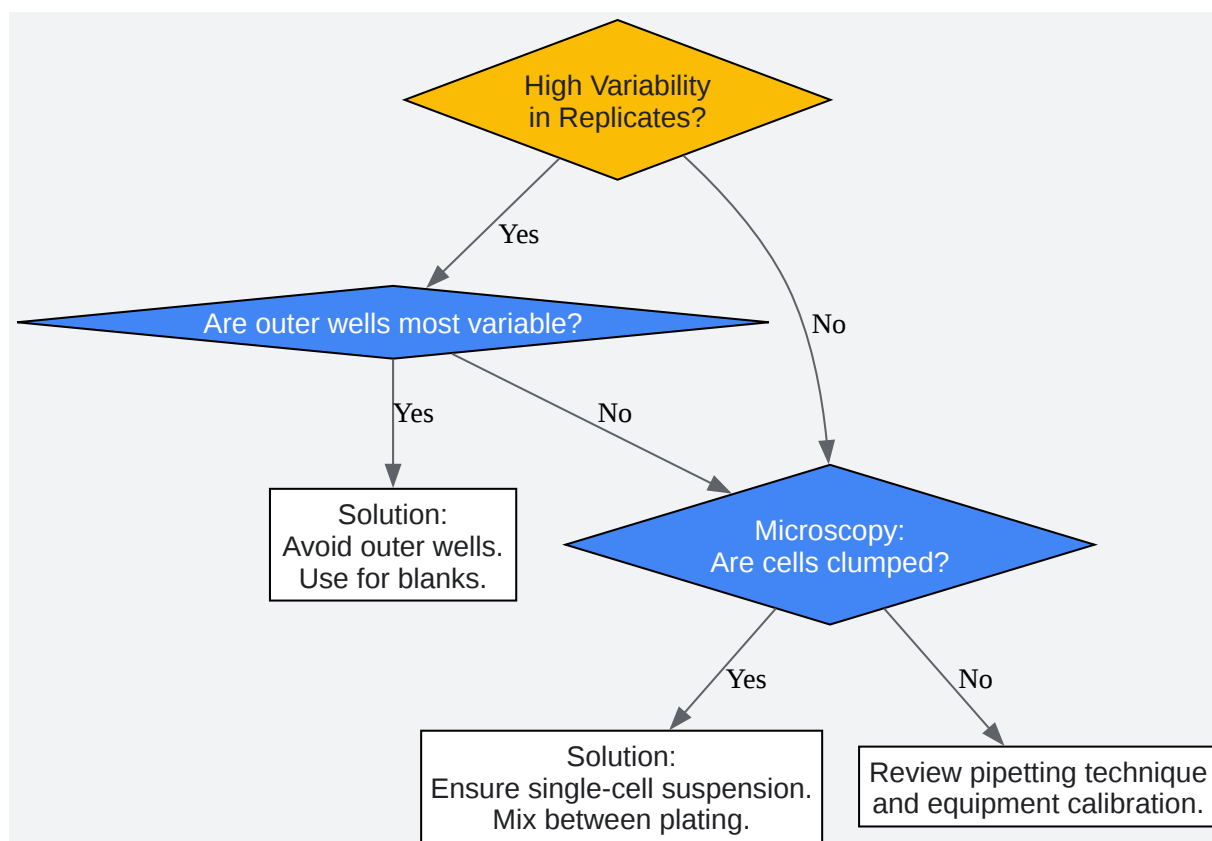 High Variability
in Replicates?
Yes
No
Are outer wells most variable?
Yes
No
Solution:
Avoid outer wells.
Use for blanks.
Microscopy:
Are cells clumped?
Yes
No
Solution:
Ensure single-cell suspension.
Mix between plating.
Review pipetting technique
and equipment calibration.